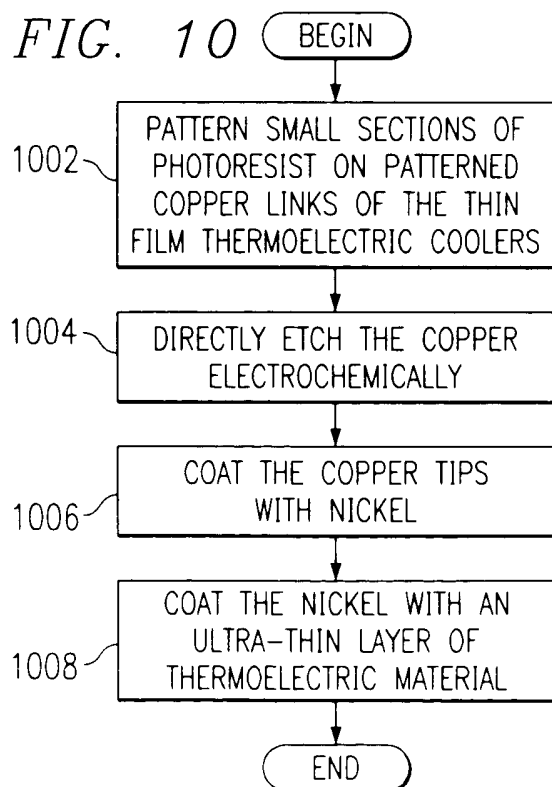 FIG. 10
BEGIN
1002
PATTERN SMALL SECTIONS OF
PHOTORESIST ON PATTERNED
COPPER LINKS OF THE THIN
FILM THERMOELECTRIC COOLERS
1004
DIRECTLY ETCH THE COPPER
ELECTROCHEMICALLY
1006
COAT THE COPPER TIPS
WITH NICKEL
1008
COAT THE NICKEL WITH AN
ULTRA-THIN LAYER OF
THERMOELECTRIC MATERIAL
END